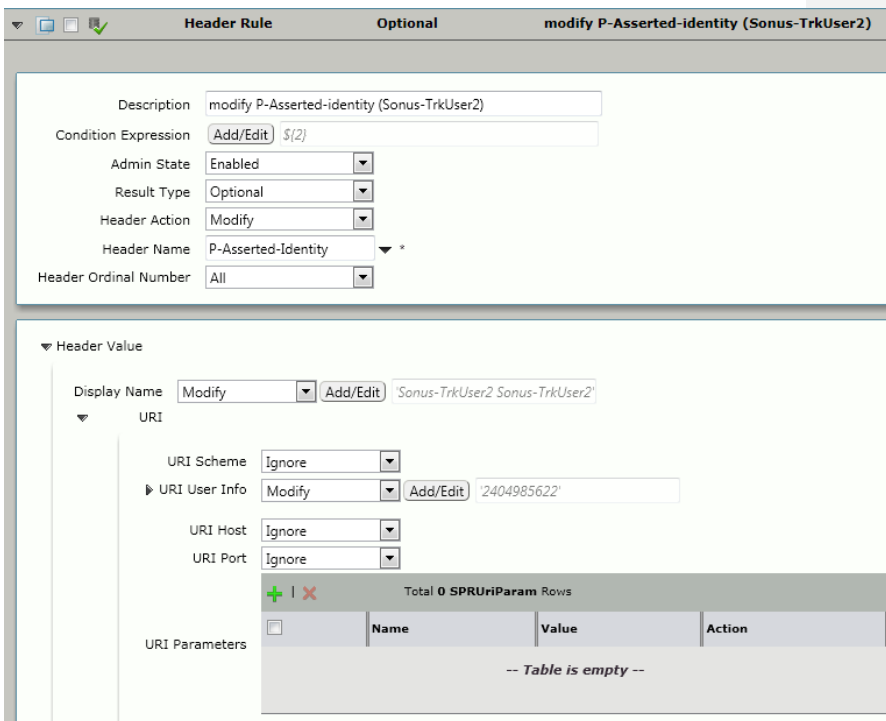 Header Rule Optional modify P-Asserted-identity (Sonus-TrkUser2)
Description modify P-Asserted-identity (Sonus-TrkUser2)
Condition Expression Add/Edit ${2}
Admin State Enabled
Result Type Optional
Header Action Modify
Header Name P-Asserted-Identity *
Header Ordinal Number All
Header Value
Display Name Modify Add/Edit 'Sonus-TrkUser2 Sonus-TrkUser2'
URI
URI Scheme Ignore
URI User Info Modify Add/Edit '2404985622'
URI Host Ignore
URI Port Ignore
Total 0 SPRUriParam Rows
Name Value Action
URI Parameters
-- Table is empty --